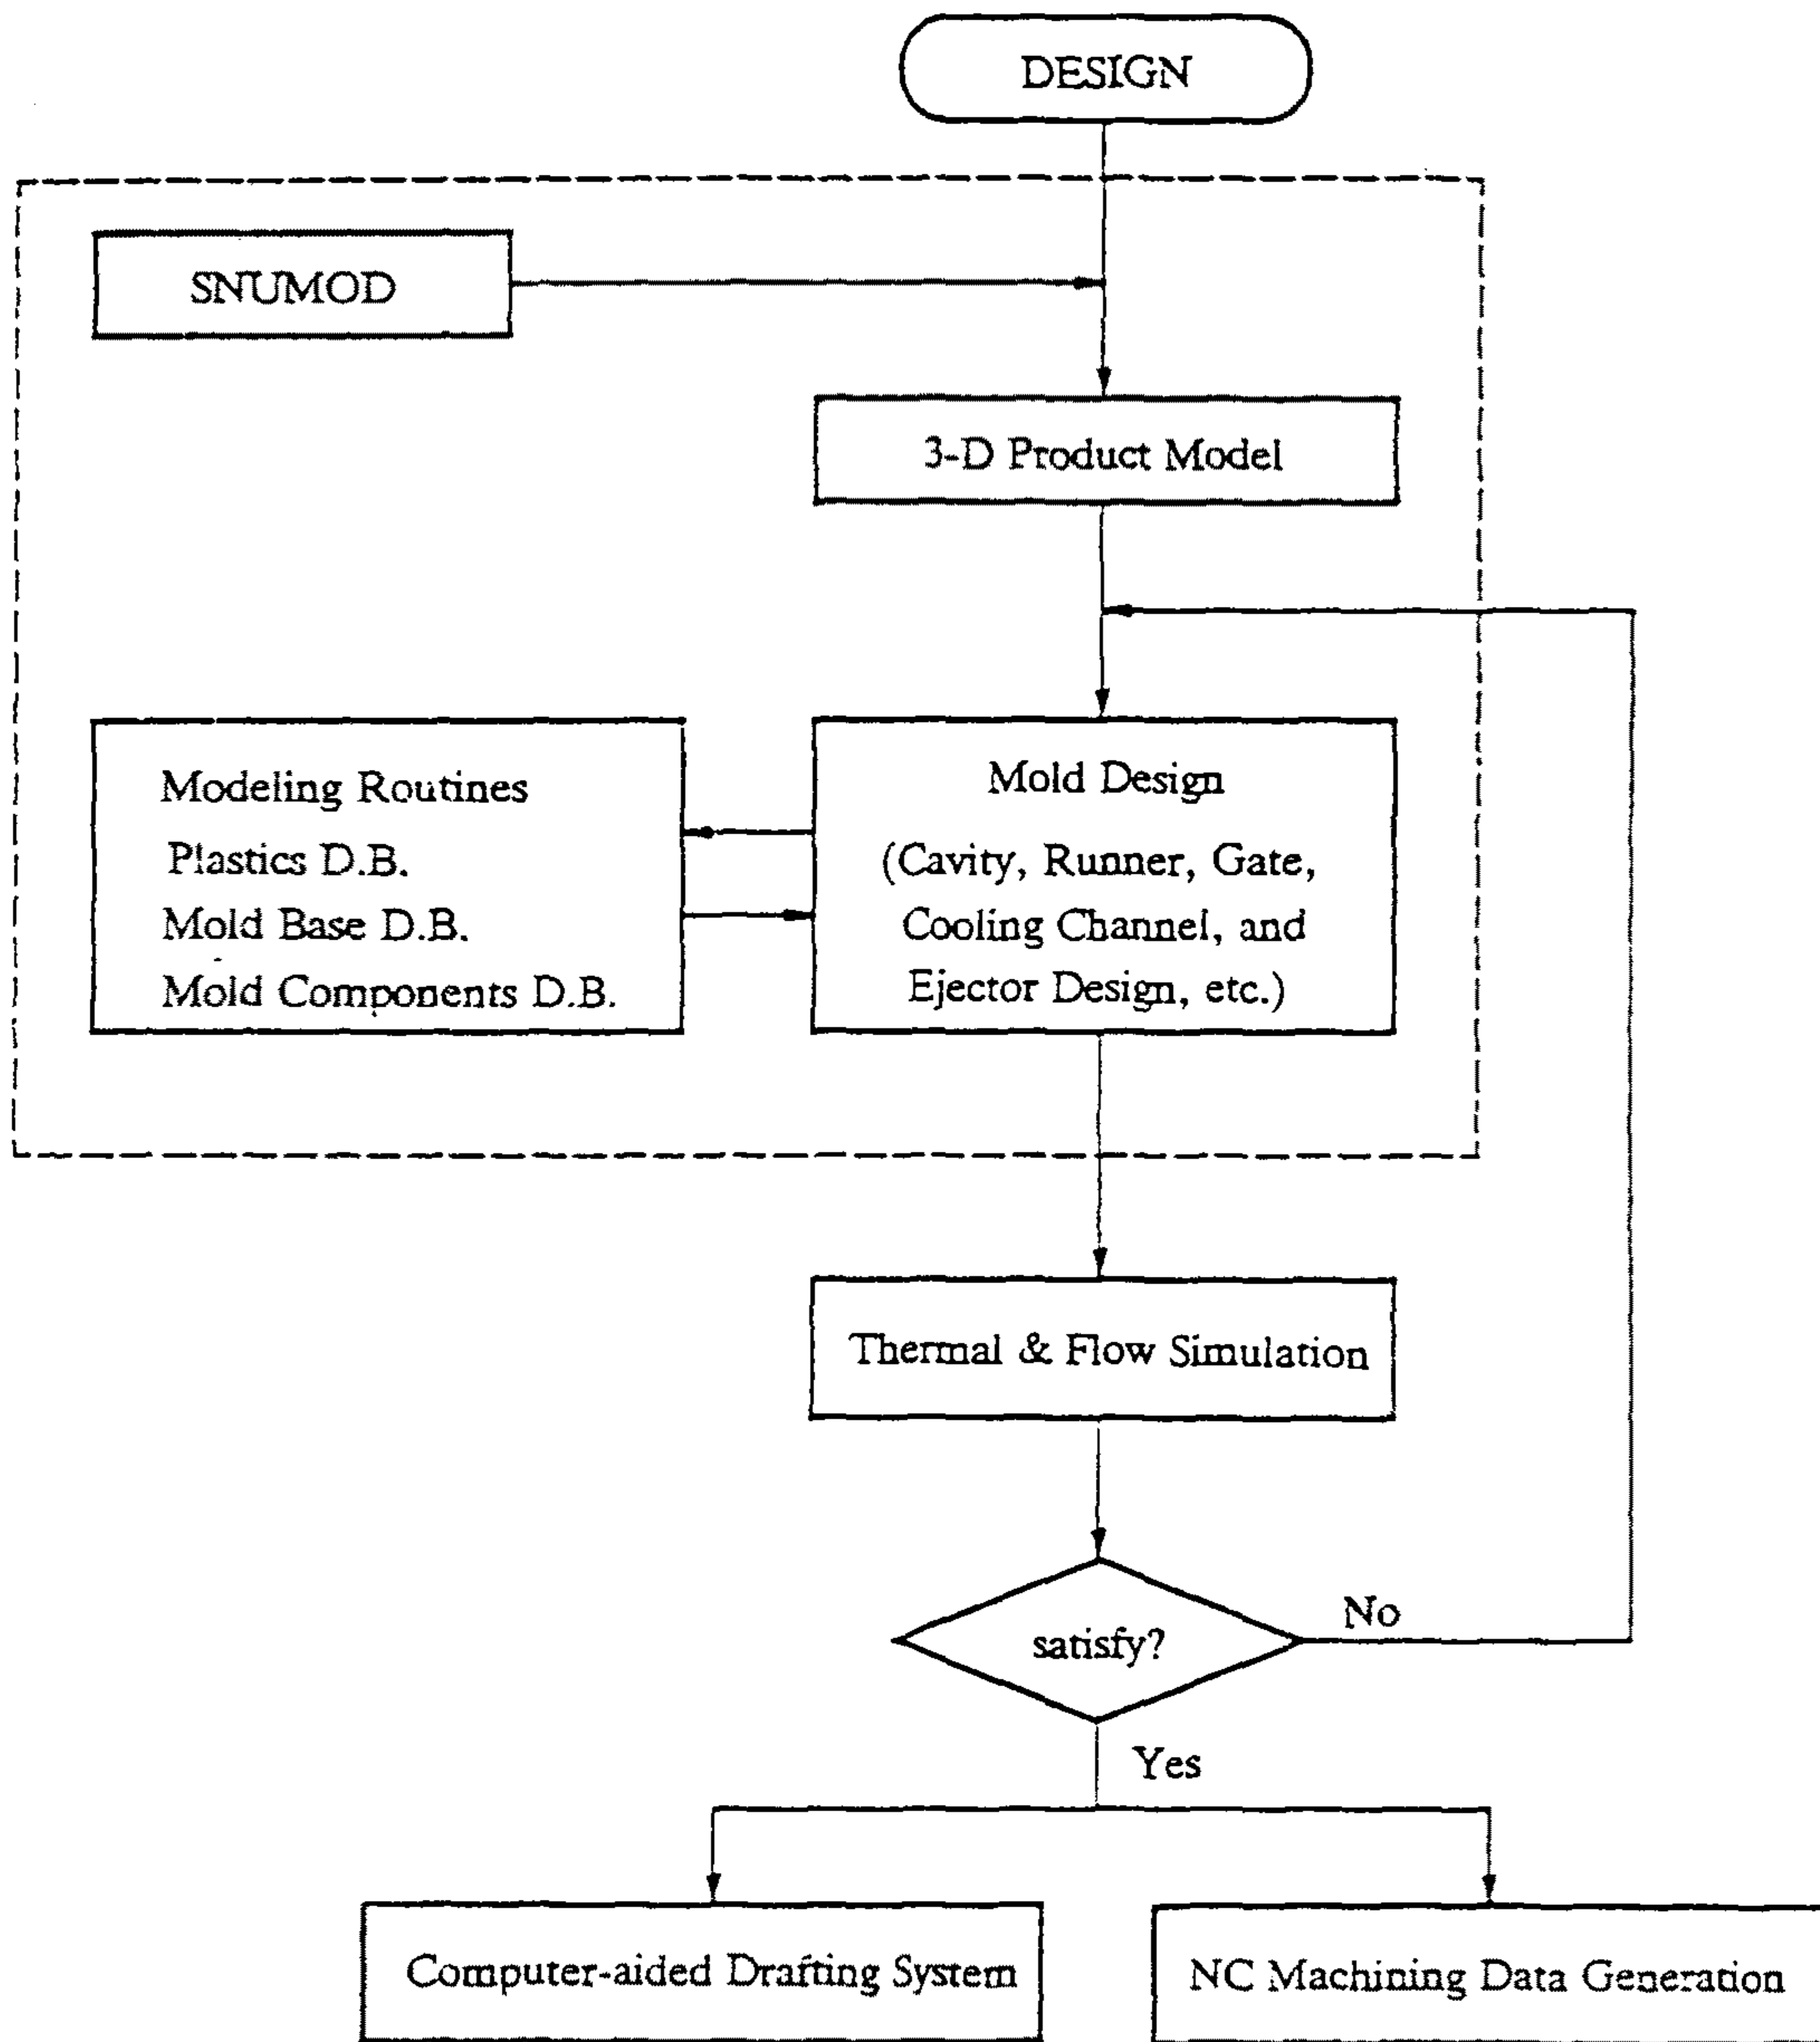 DESIGN
SNUMOD
3-D Product Model
Modeling Routines
Plastics D.B.
Mold Base D.B.
Mold Components D.B.
Mold Design
(Cavity, Runner, Gate,
Cooling Channel, and
Ejector Design, etc.)
Thermal & Flow Simulation
satisfy?
No
Yes
Computer-aided Drafting System
NC Machining Data Generation